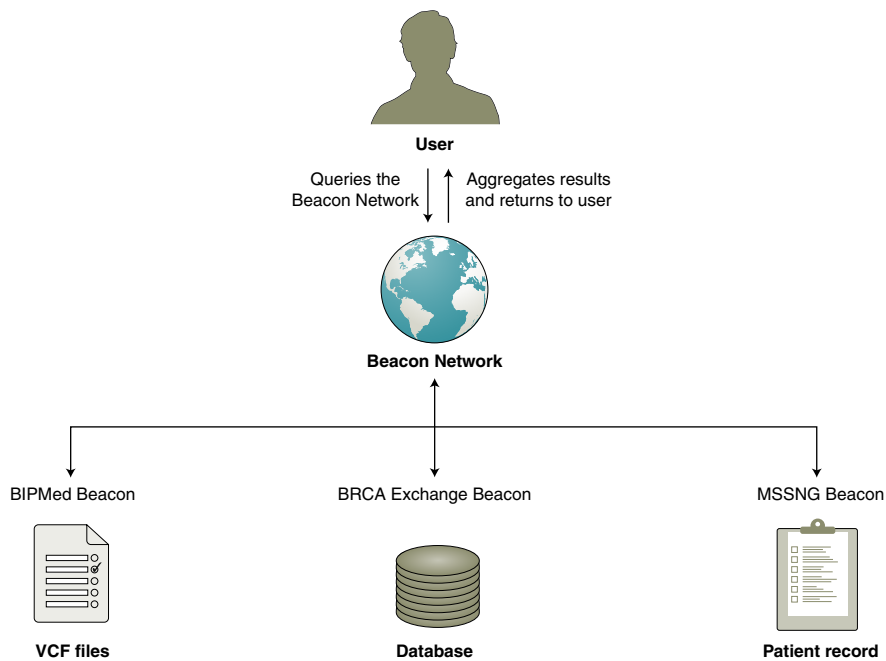 User
Queries the
Beacon Network
Aggregates results
and returns to user
Beacon Network
BIPMed Beacon
BRCA Exchange Beacon
MSSNG Beacon
VCF files
Database
Patient record